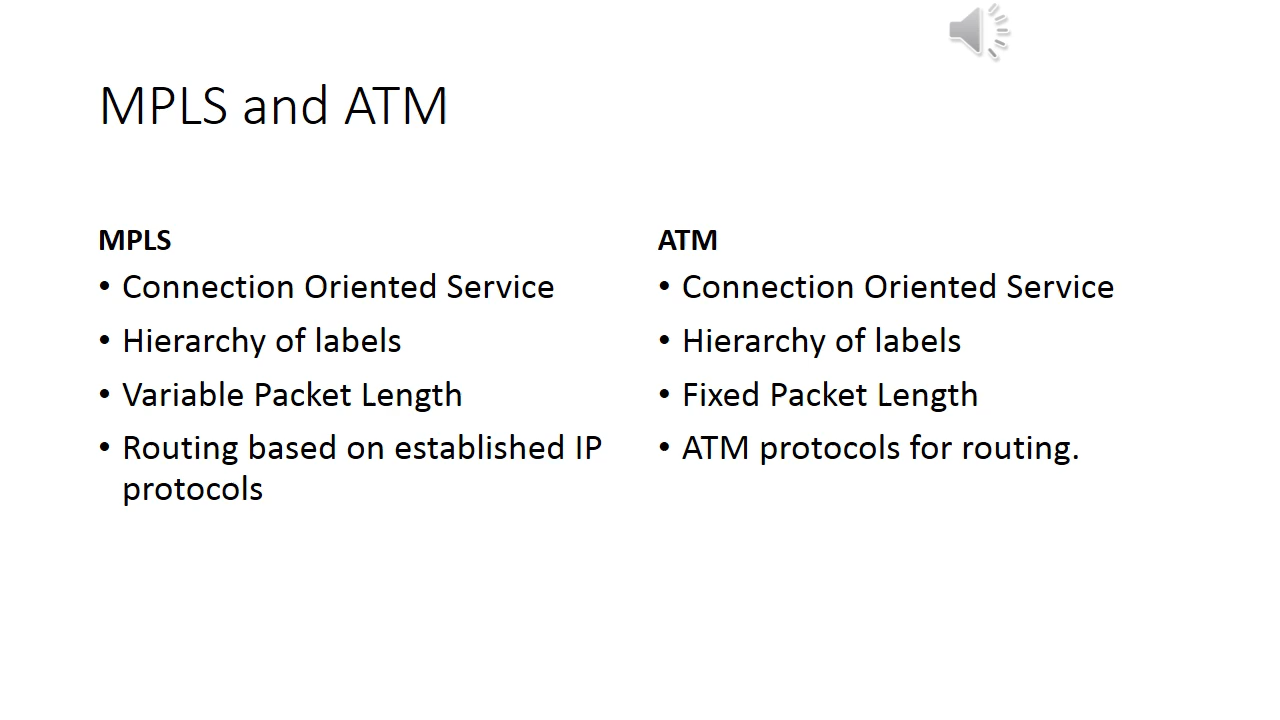 MPLS and ATM
MPLS
• Connection Oriented Service
• Hierarchy of labels
• Variable Packet Length
• Routing based on established IP
protocols
ATM
• Connection Oriented Service
• Hierarchy of labels
• Fixed Packet Length
• ATM protocols for routing.